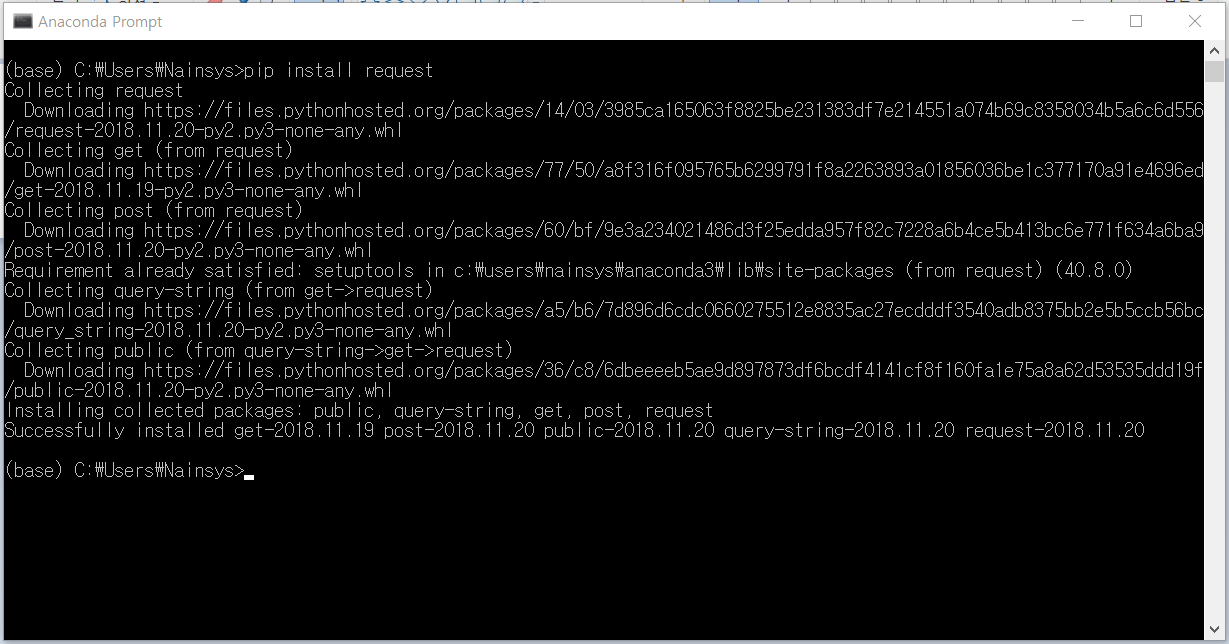 Anaconda Prompt
(base) C:₩Users₩Nainsys>pip install request
Collecting request
Downloading https://files.pythonhosted.org/packages/14/03/3985ca165063f8825be231383df7e214551a074b69c8358034b5a6c6d556
/request-2018.11.20-py2.py3-none-any.whl
Collecting get (from request)
Downloading https://files.pythonhosted.org/packages/77/50/a8f316f095765b6299791f8a2263893a01856036be1c377170a91e4696ed
/get-2018.11.19-py2.py3-none-any.whl
Collecting post (from request)
Downloading https://files.pythonhosted.org/packages/60/bf/9e3a234021486d3f25edda957f82c7228a6b4ce5b413bc6e771f634a6ba9
/post-2018.11.20-py2.py3-none-any.whl
Requirement already satisfied: setuptools in c:₩users₩nainsys₩anaconda3₩lib₩site-packages (from request) (40.8.0)
Collecting query-string (from get->request)
Downloading https://files.pythonhosted.org/packages/a5/b6/7d896d6cdc0660275512e8835ac27ecdddf3540adb8375bb2e5b5ccb56bc
/query_string-2018.11.20-py2.py3-none-any.whl
Collecting public (from query-string->get->request)
Downloading https://files.pythonhosted.org/packages/36/c8/6dbeeeeb5ae9d897873df6bcdf4141cf8f160fa1e75a8a62d53535ddd19f
/public-2018.11.20-py2.py3-none-any.whl
Installing collected packages: public, query-string, get, post, request
Successfully installed get-2018.11.19 post-2018.11.20 public-2018.11.20 query-string-2018.11.20 request-2018.11.20
(base) C:₩Users₩Nainsys>